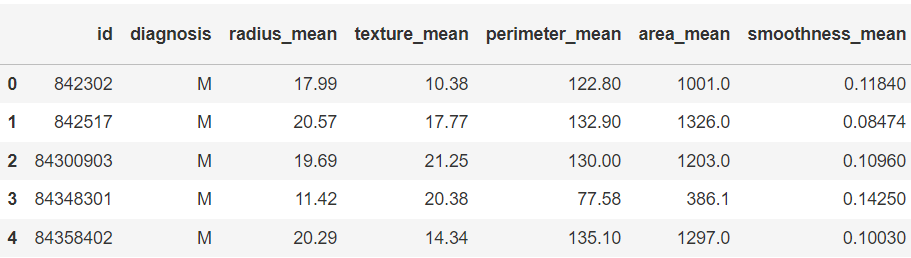 id diagnosis radius_mean texture_mean perimeter_mean area_mean smoothness_mean
0 842302 M 17.99 10.38 122.80 1001.0 0.11840
1 842517 M 20.57 17.77 132.90 1326.0 0.08474
2 84300903 M 19.69 21.25 130.00 1203.0 0.10960
3 84348301 M 11.42 20.38 77.58 386.1 0.14250
4 84358402 M 20.29 14.34 135.10 1297.0 0.10030